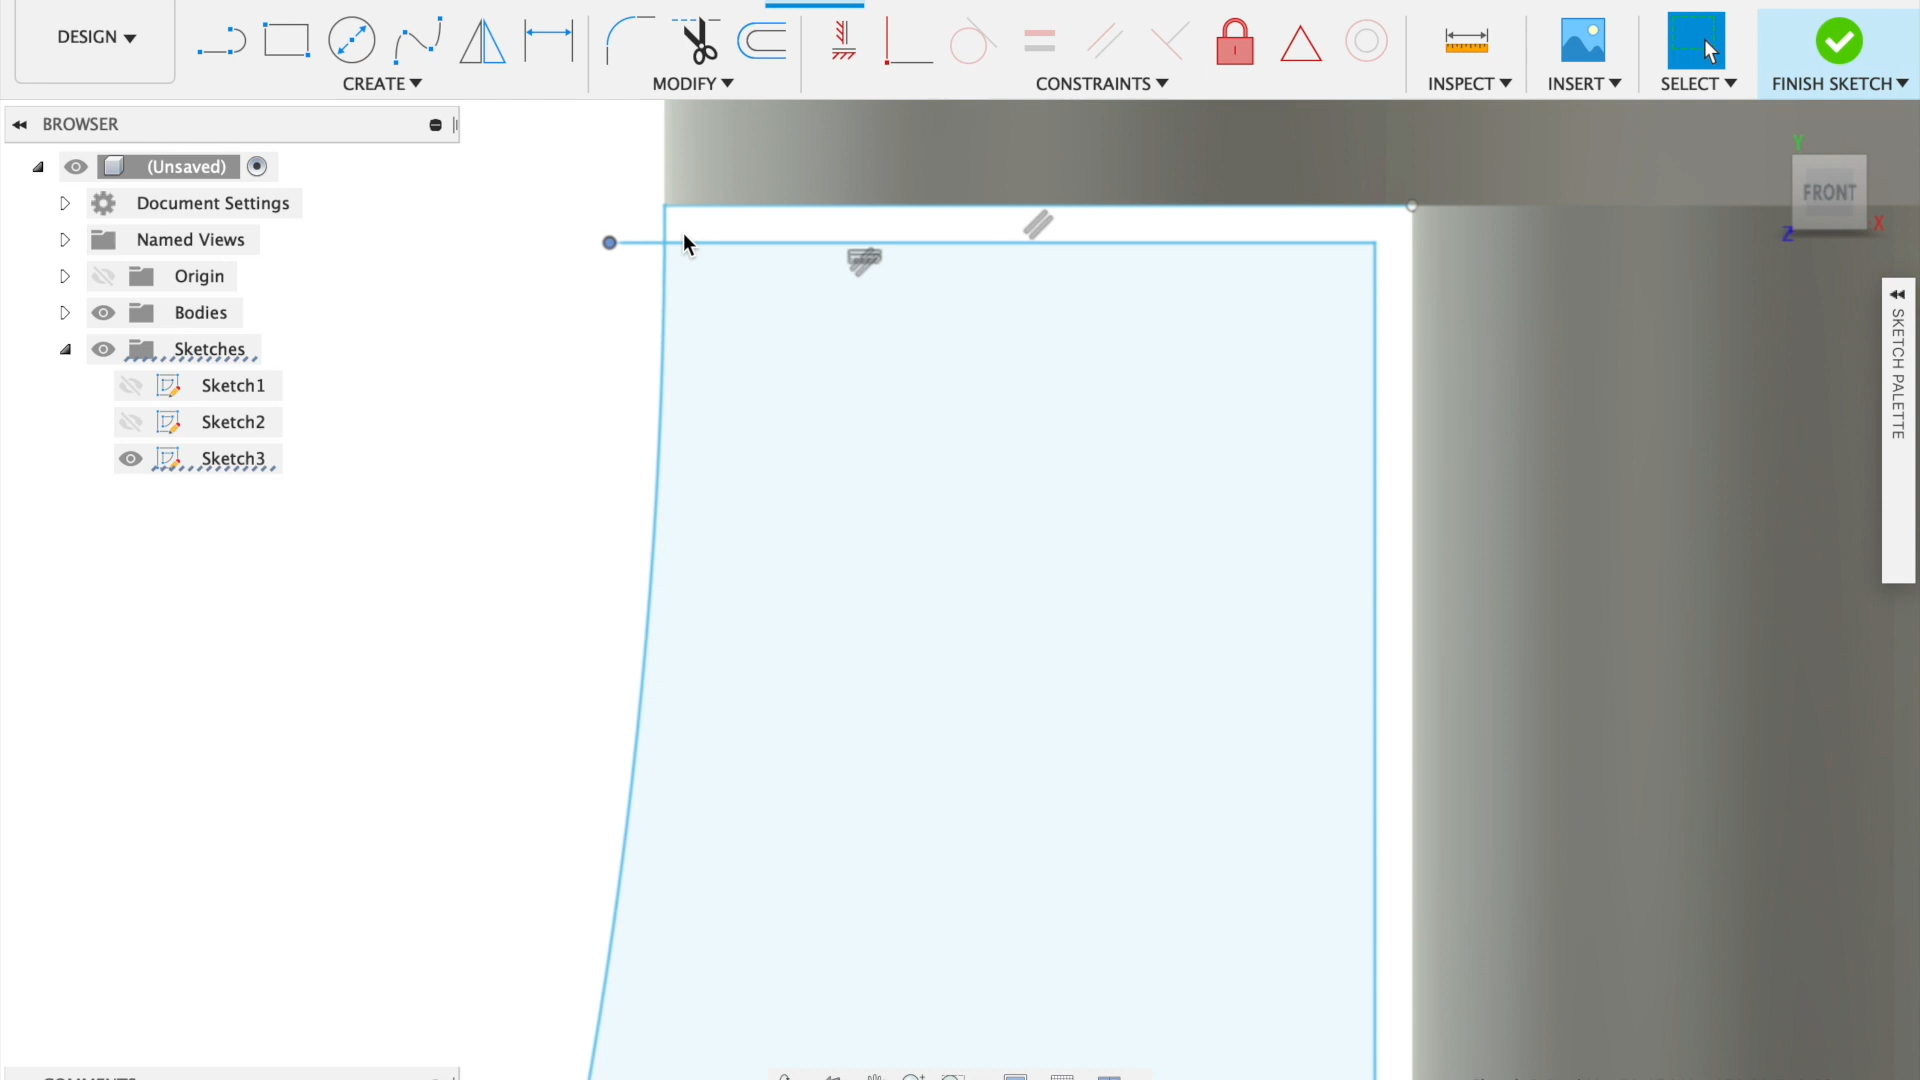 DESIGN
CREATE
MODIFY
CONSTRAINTS
INSPECT
INSERT
SELECT
FINISH SKETCH
BROWSER
(Unsaved)
Document Settings
Named Views
Origin
Bodies
Sketches
Sketch1
Sketch2
Sketch3
Y
FRONT
X
Z
SKETCH PALETTE
COMMENTS